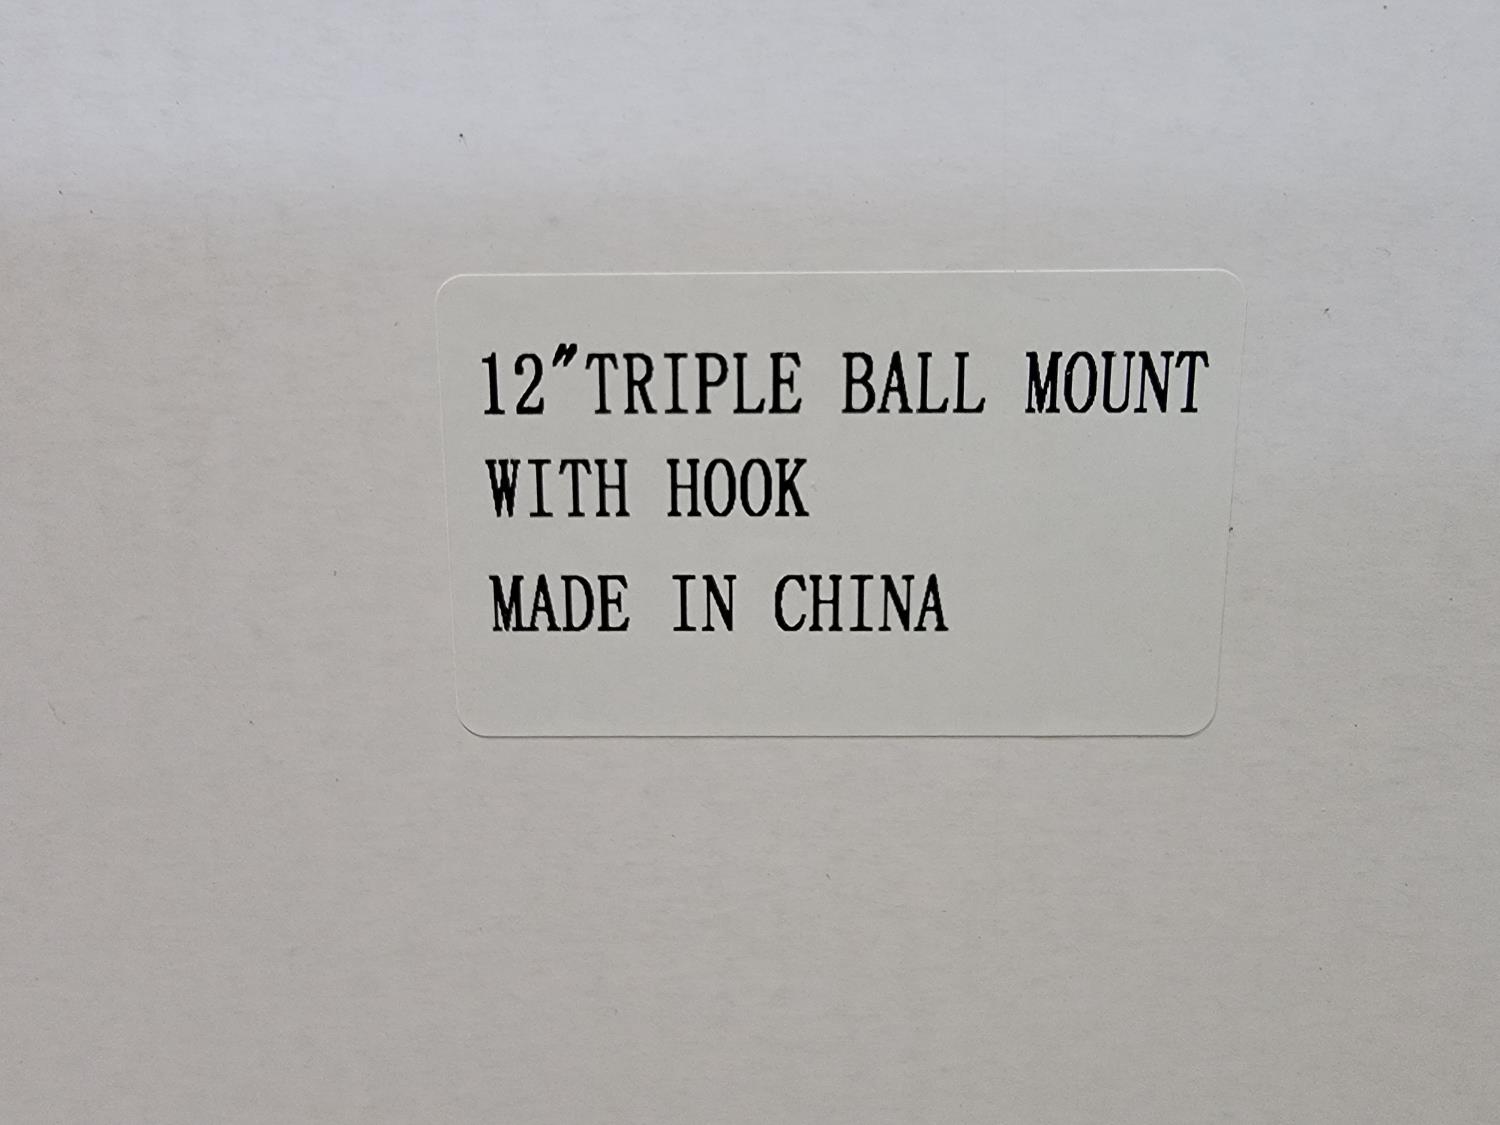 12"TRIPLE BALL MOUNT
WITH HOOK
MADE IN CHINA